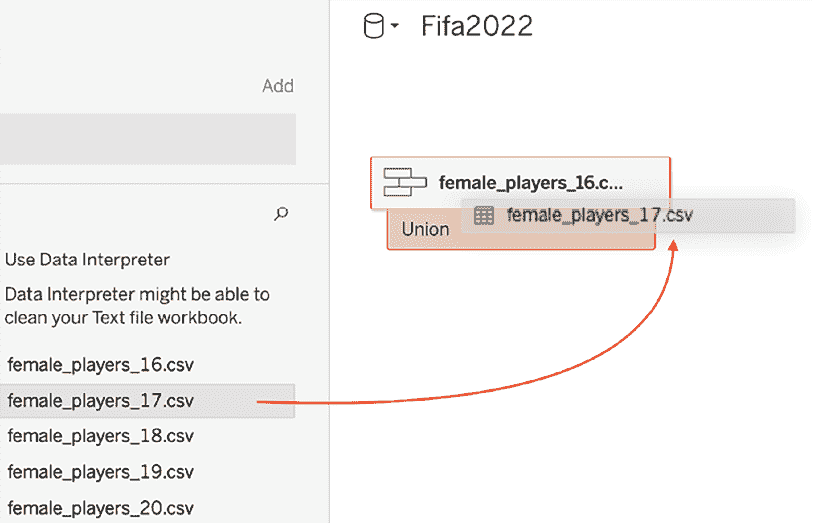 Fifa2022
Add
female_players_16.c...
female_players_17.csv
Union
Use Data Interpreter
Data Interpreter might be able to
clean your Text file workbook.
female_players_16.csv
female_players_17.csv
female_players_18.csv
female_players_19.csv
female_players_20.csv